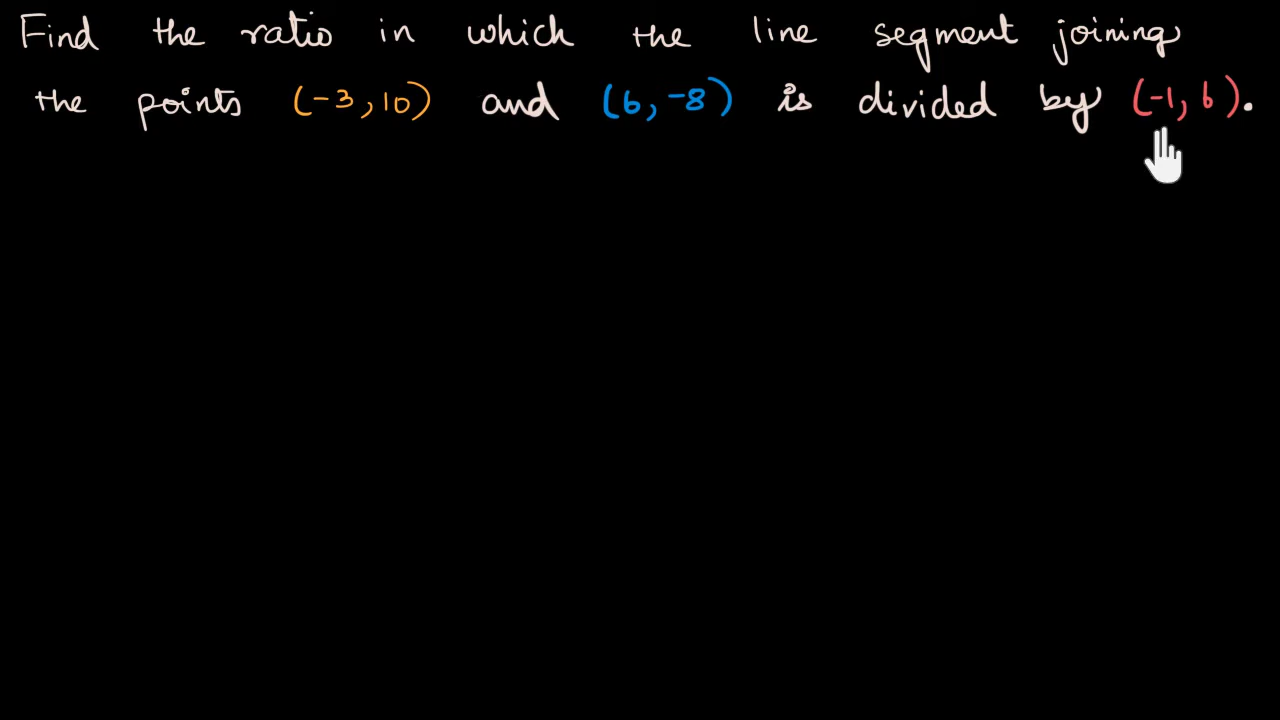 Find the ratio in which the line segment joining
the points (-3, 10) and (6, -8) is divided by (-1, 6).